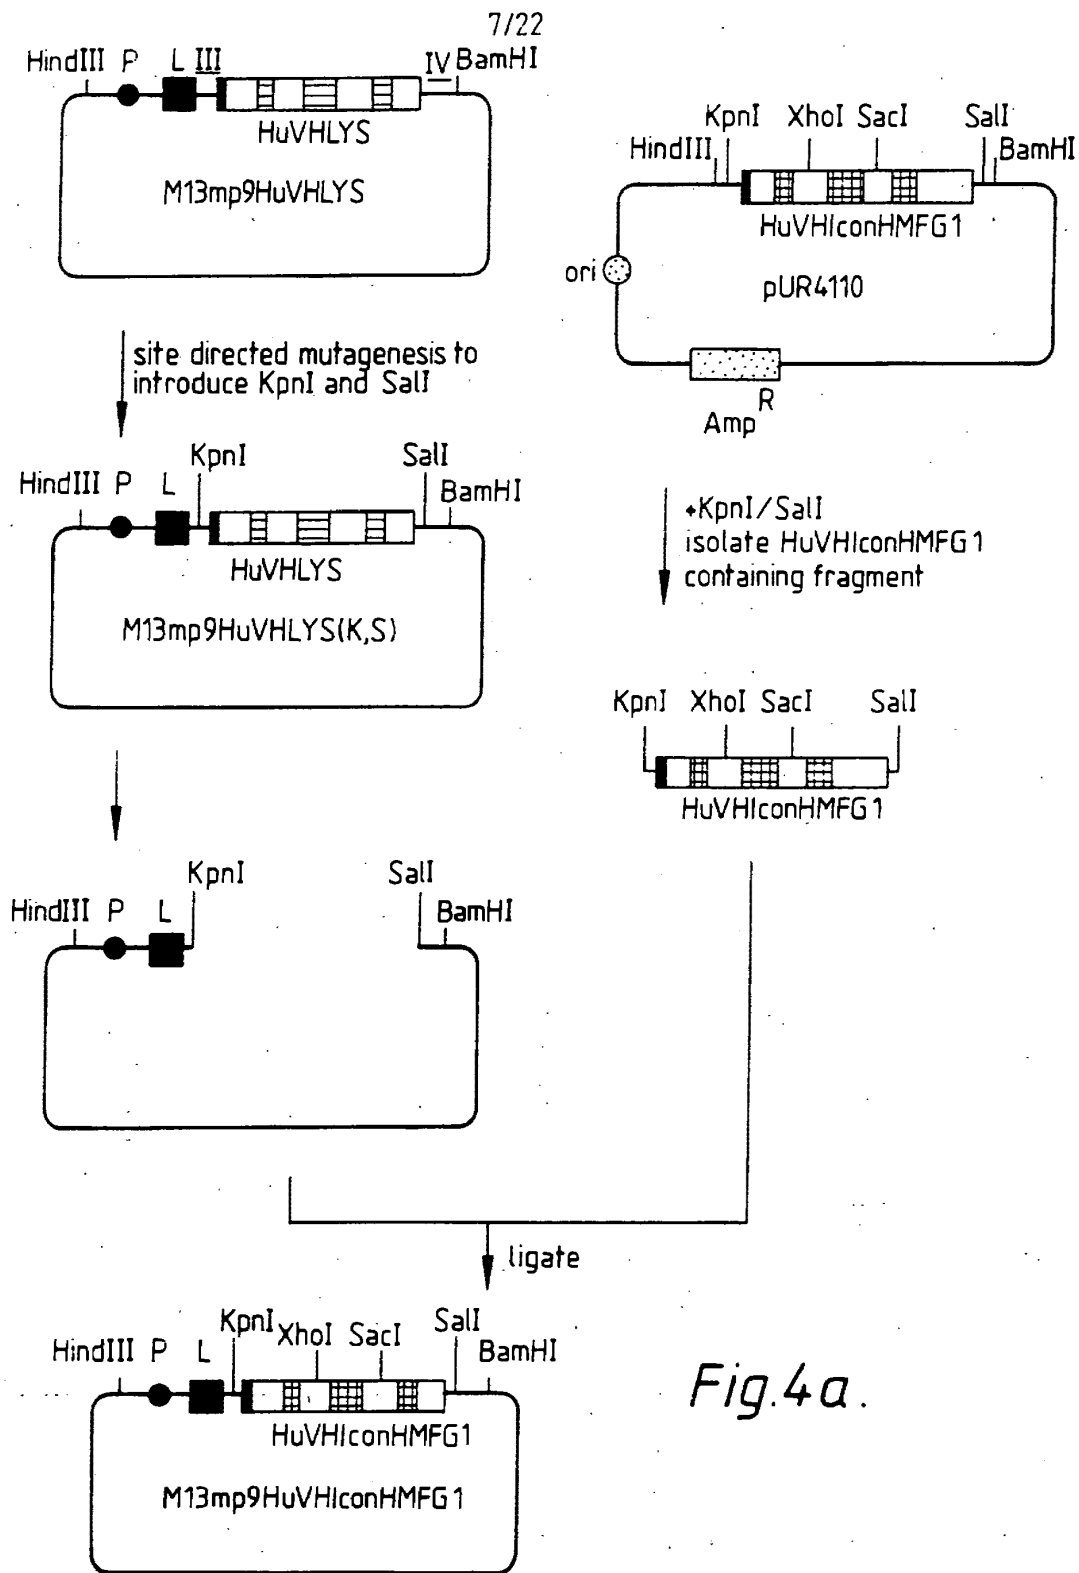 7/22
HindIII P L III IV BamHI
HuVHLYS
M13mp9HuVHLYS
site directed mutagenesis to
introduce KpnI and SalI
KpnI SalI
HindIII P L BamHI
HuVHLYS
M13mp9HuVHLYS(K,S)
KpnI SalI
HindIII P L BamHI
KpnI XhoI SacI SalI
HindIII BamHI
HuVHIconHMFG1
ori
pUR4110
Amp R
+KpnI/SalI
isolate HuVHIconHMFG1
containing fragment
KpnI XhoI SacI SalI
HuVHIconHMFG1
ligate
KpnI XhoI SacI SalI
HindIII P L BamHI
HuVHIconHMFG1
M13mp9HuVHIconHMFG1
Fig.4a.